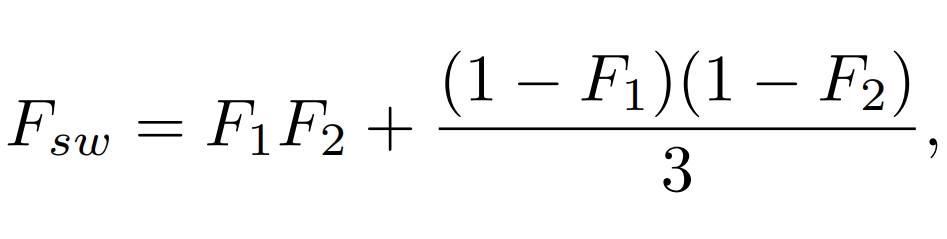 F_{sw} = F_1 F_2 + \frac{(1 - F_1)(1 - F_2)}{3},